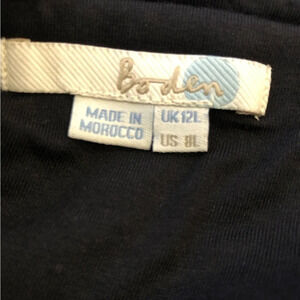 Boden
MADE IN
MOROCCO
UK 12L
US 8L